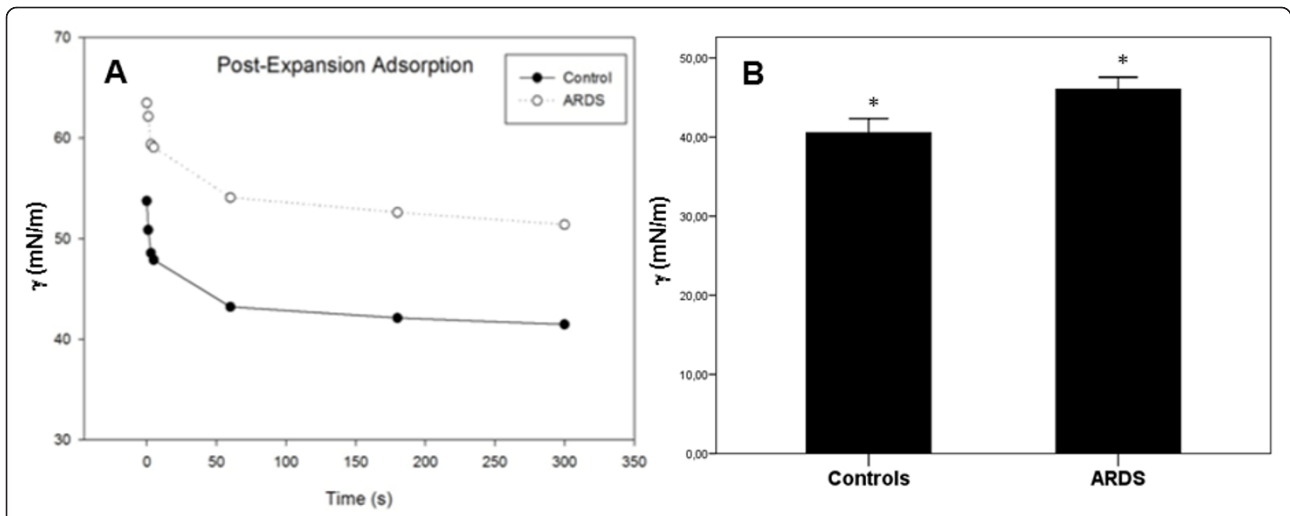 A
Post-Expansion Adsorption
Control
ARDS
70
60
50
40
30
γ (mN/m)
0 50 100 150 200 250 300 350
Time (s)
B
50,00
40,00
30,00
20,00
10,00
0,00
γ (mN/m)
*
*
Controls ARDS